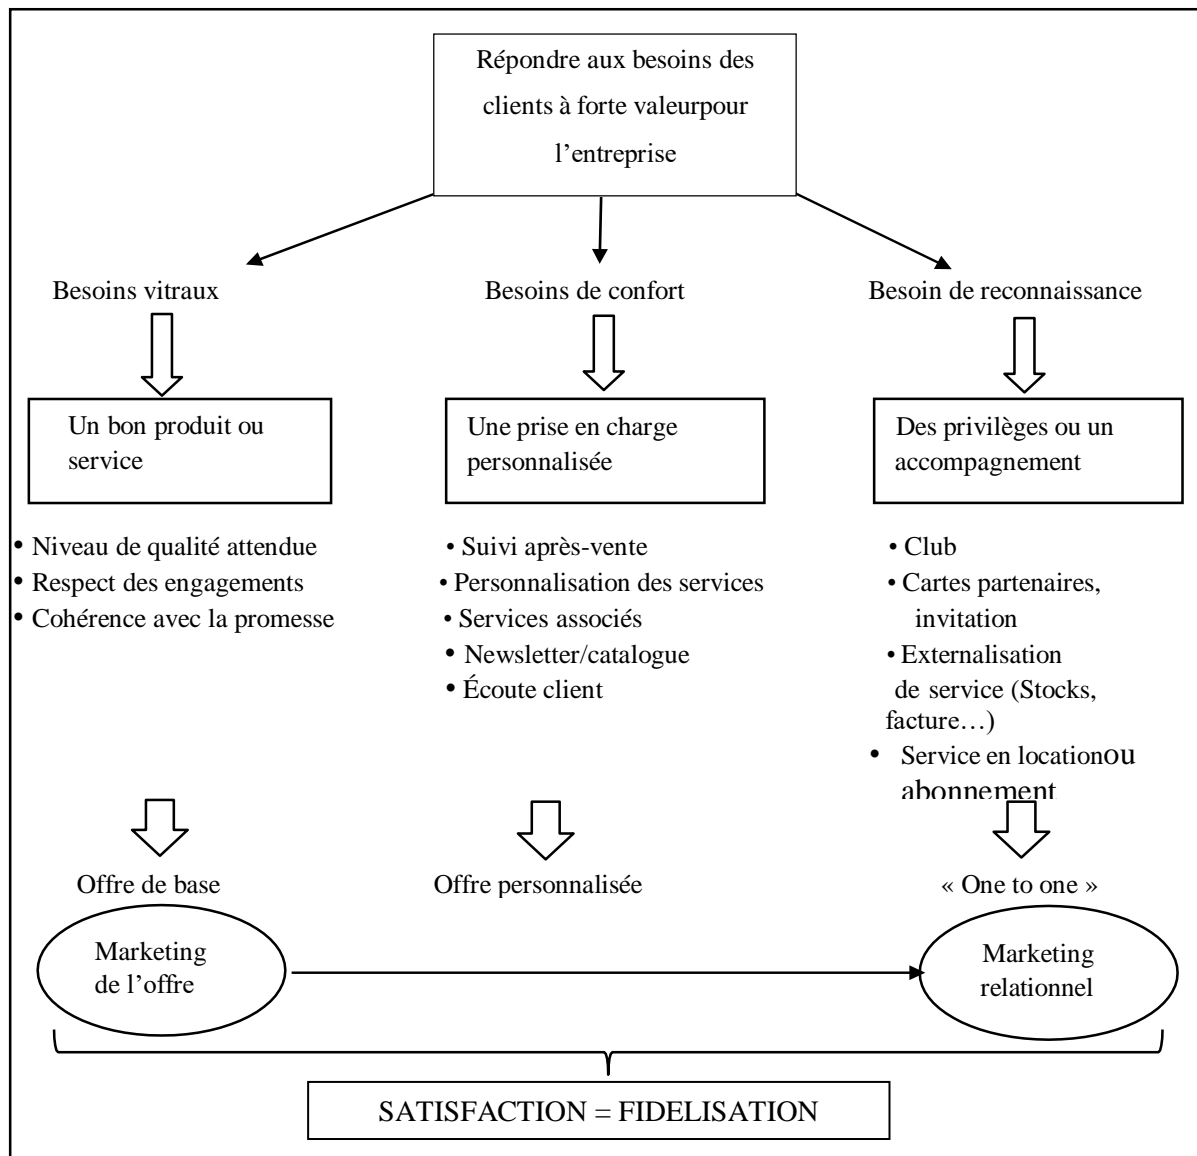 Répondre aux besoins des
clients à forte valeurpour
l’entreprise
Besoins vitraux
Besoins de confort
Besoin de reconnaissance
Un bon produit ou
service
Une prise en charge
personnalisée
Des privilèges ou un
accompagnement
• Niveau de qualité attendue
• Respect des engagements
• Cohérence avec la promesse
• Suivi après-vente
• Personnalisation des services
• Services associés
• Newsletter/catalogue
• Écoute client
• Club
• Cartes partenaires,
invitation
• Externalisation
de service (Stocks,
facture…)
• Service en locationou
abonnement
Offre de base
Offre personnalisée
« One to one »
Marketing
de l’offre
Marketing
relationnel
SATISFACTION = FIDELISATION